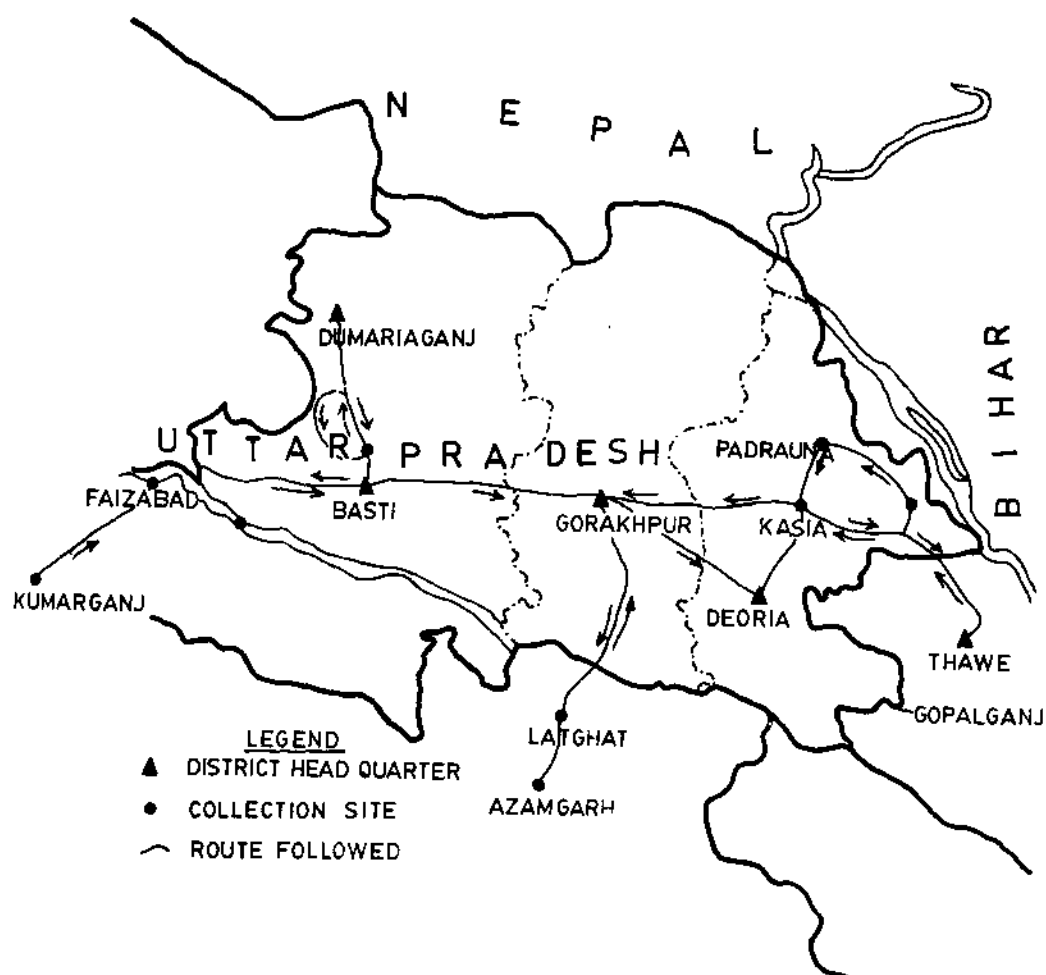 NEPAL
BIHAR
DUMARIAGANJ
UTTAR PRADESH
PADRAUNA
FAIZABAD
BASTI
GORAKHPUR
KASIA
KUMARGANJ
DEORIA
THAWE
GOPALGANJ
LATGHAT
AZAMGARH
LEGEND
DISTRICT HEAD QUARTER
COLLECTION SITE
ROUTE FOLLOWED